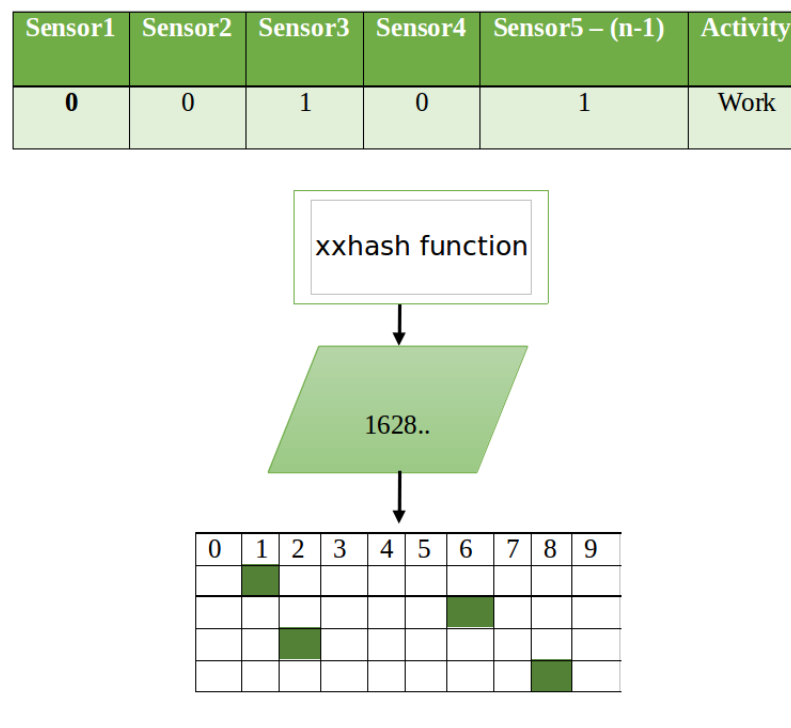 Sensor1 Sensor2 Sensor3 Sensor4 Sensor5 – (n-1) Activity
0 0 1 0 1 Work
xxhash function
1628..
0 1 2 3 4 5 6 7 8 9